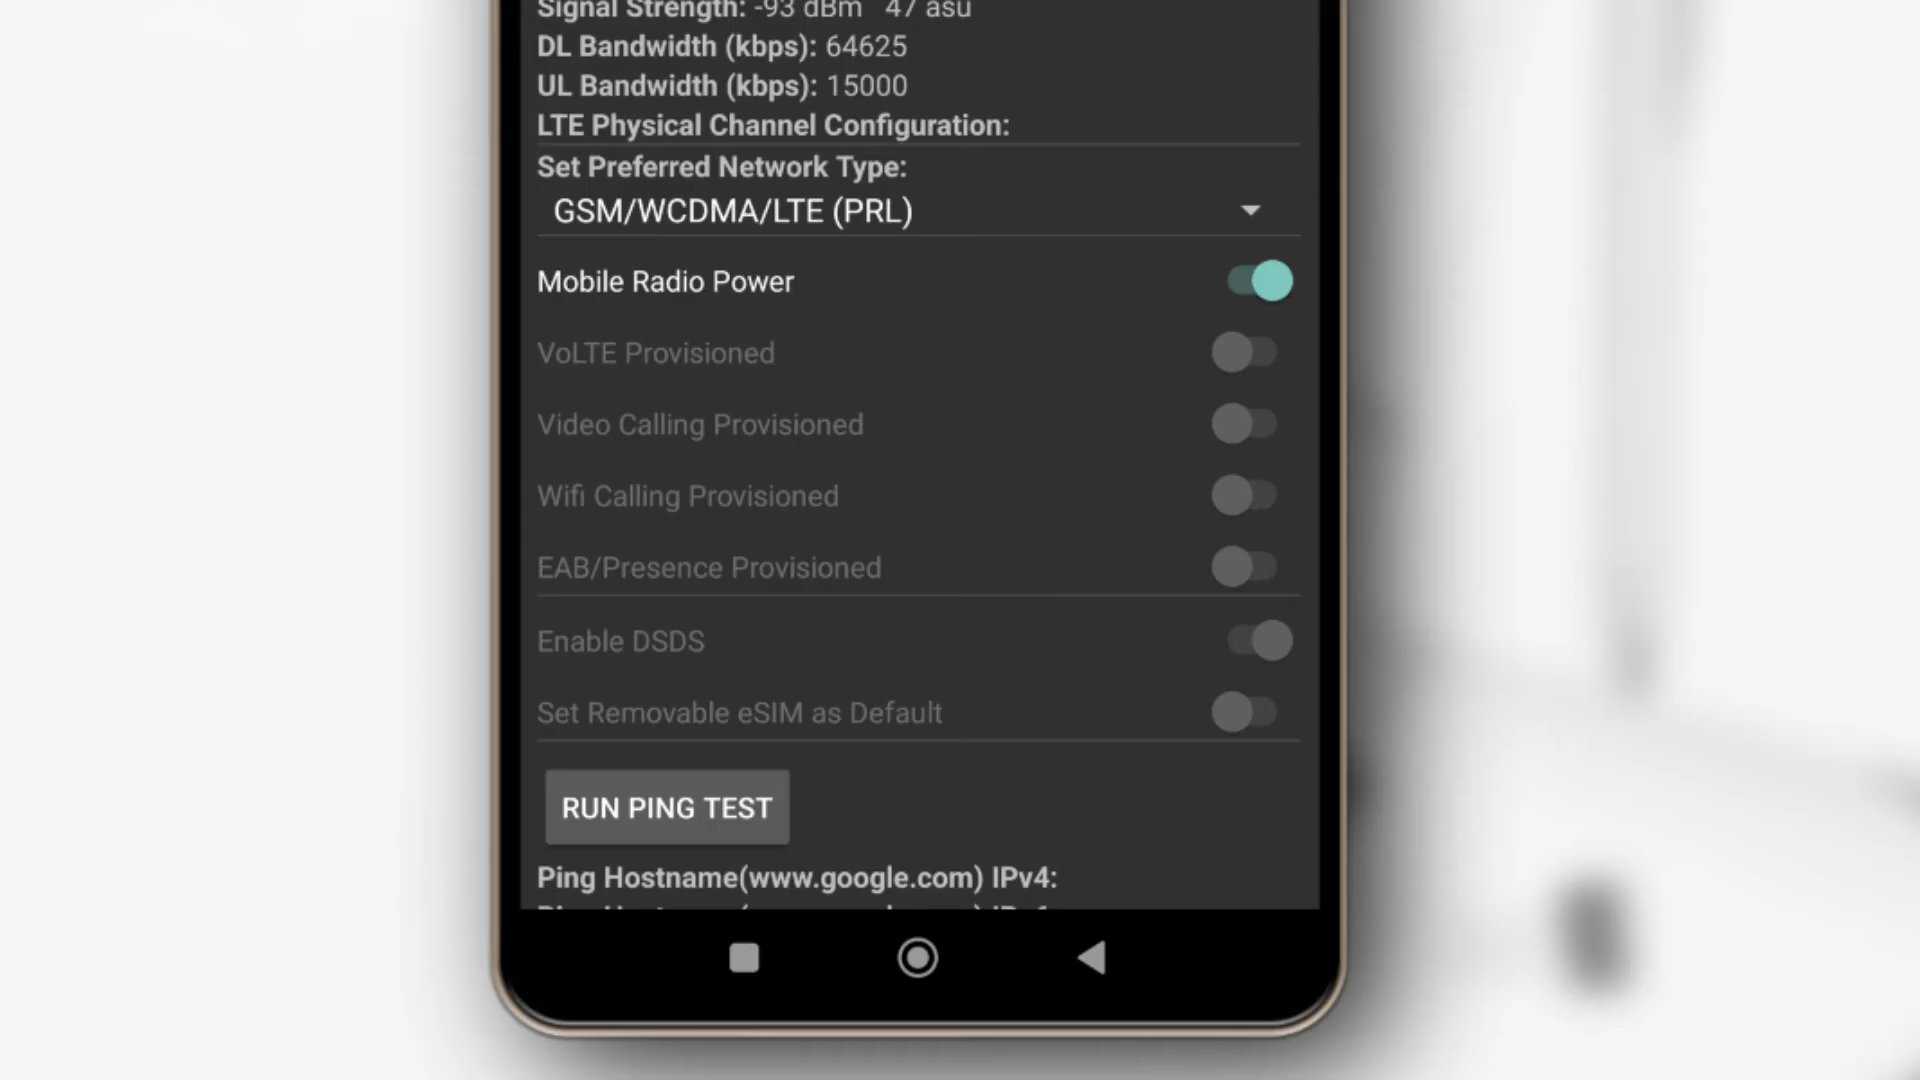 Signal Strength: -93 dBm 47 asu
DL Bandwidth (kbps): 64625
UL Bandwidth (kbps): 15000
LTE Physical Channel Configuration:
Set Preferred Network Type:
GSM/WCDMA/LTE (PRL)
Mobile Radio Power
VoLTE Provisioned
Video Calling Provisioned
Wifi Calling Provisioned
EAB/Presence Provisioned
Enable DSDS
Set Removable eSIM as Default
RUN PING TEST
Ping Hostname(www.google.com) IPv4: